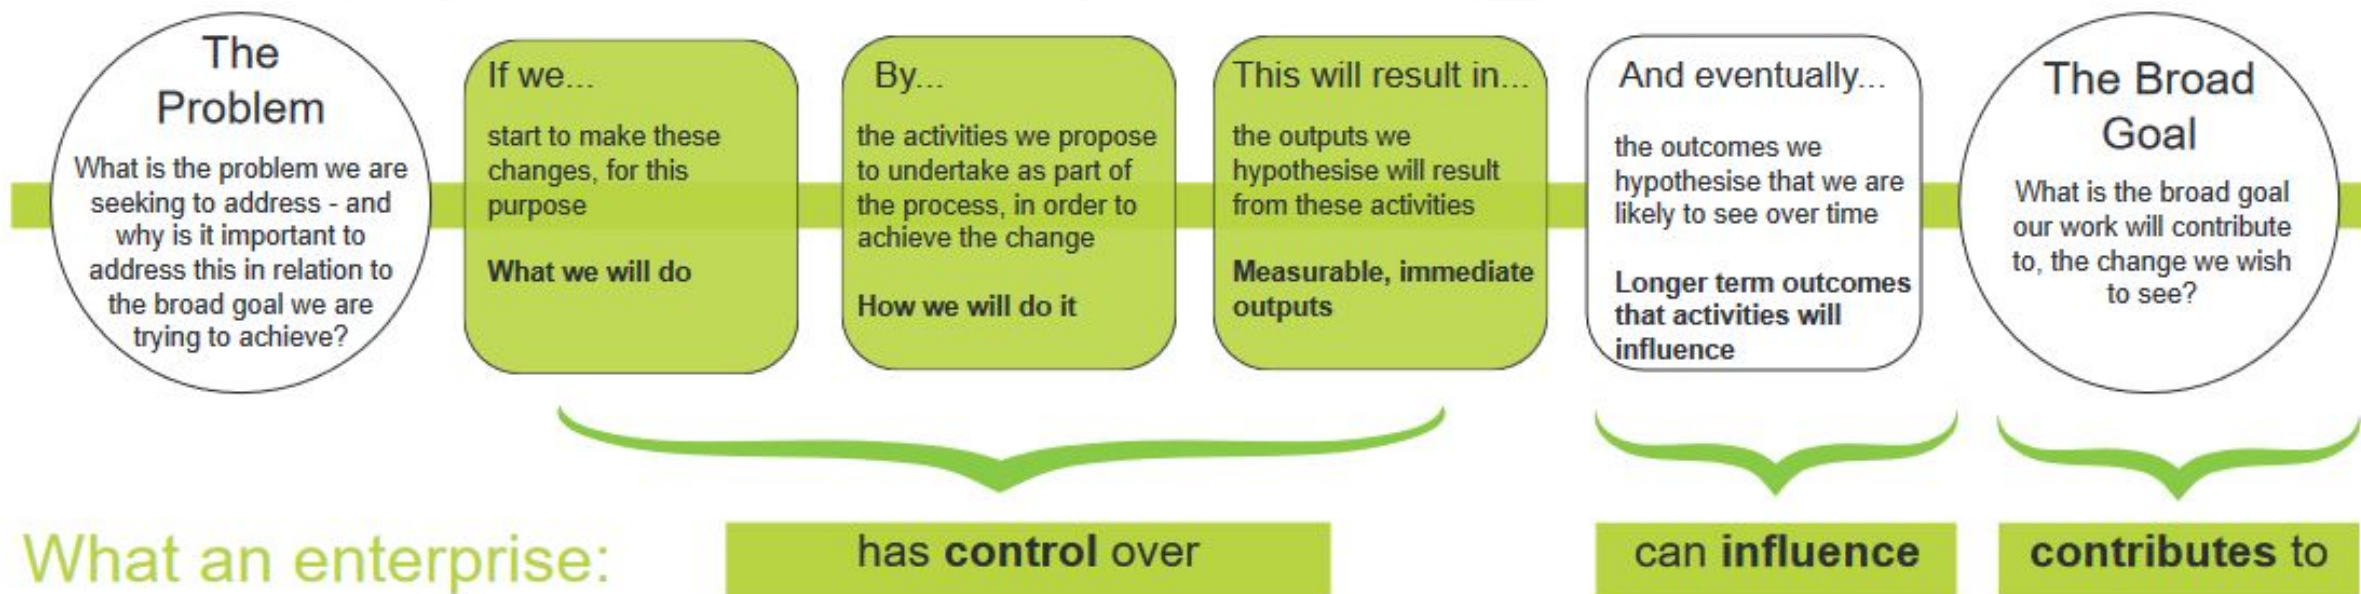 The
Problem
What is the problem we are
seeking to address - and
why is it important to
address this in relation to
the broad goal we are
trying to achieve?
If we...
start to make these
changes, for this
purpose
What we will do
By...
the activities we propose
to undertake as part of
the process, in order to
achieve the change
How we will do it
This will result in...
the outputs we
hypothesise will result
from these activities
Measurable, immediate
outputs
And eventually...
the outcomes we
hypothesise that we are
likely to see over time
Longer term outcomes
that activities will
influence
The Broad
Goal
What is the broad goal
our work will contribute
to, the change we wish
to see?
What an enterprise:
has control over
can influence
contributes to